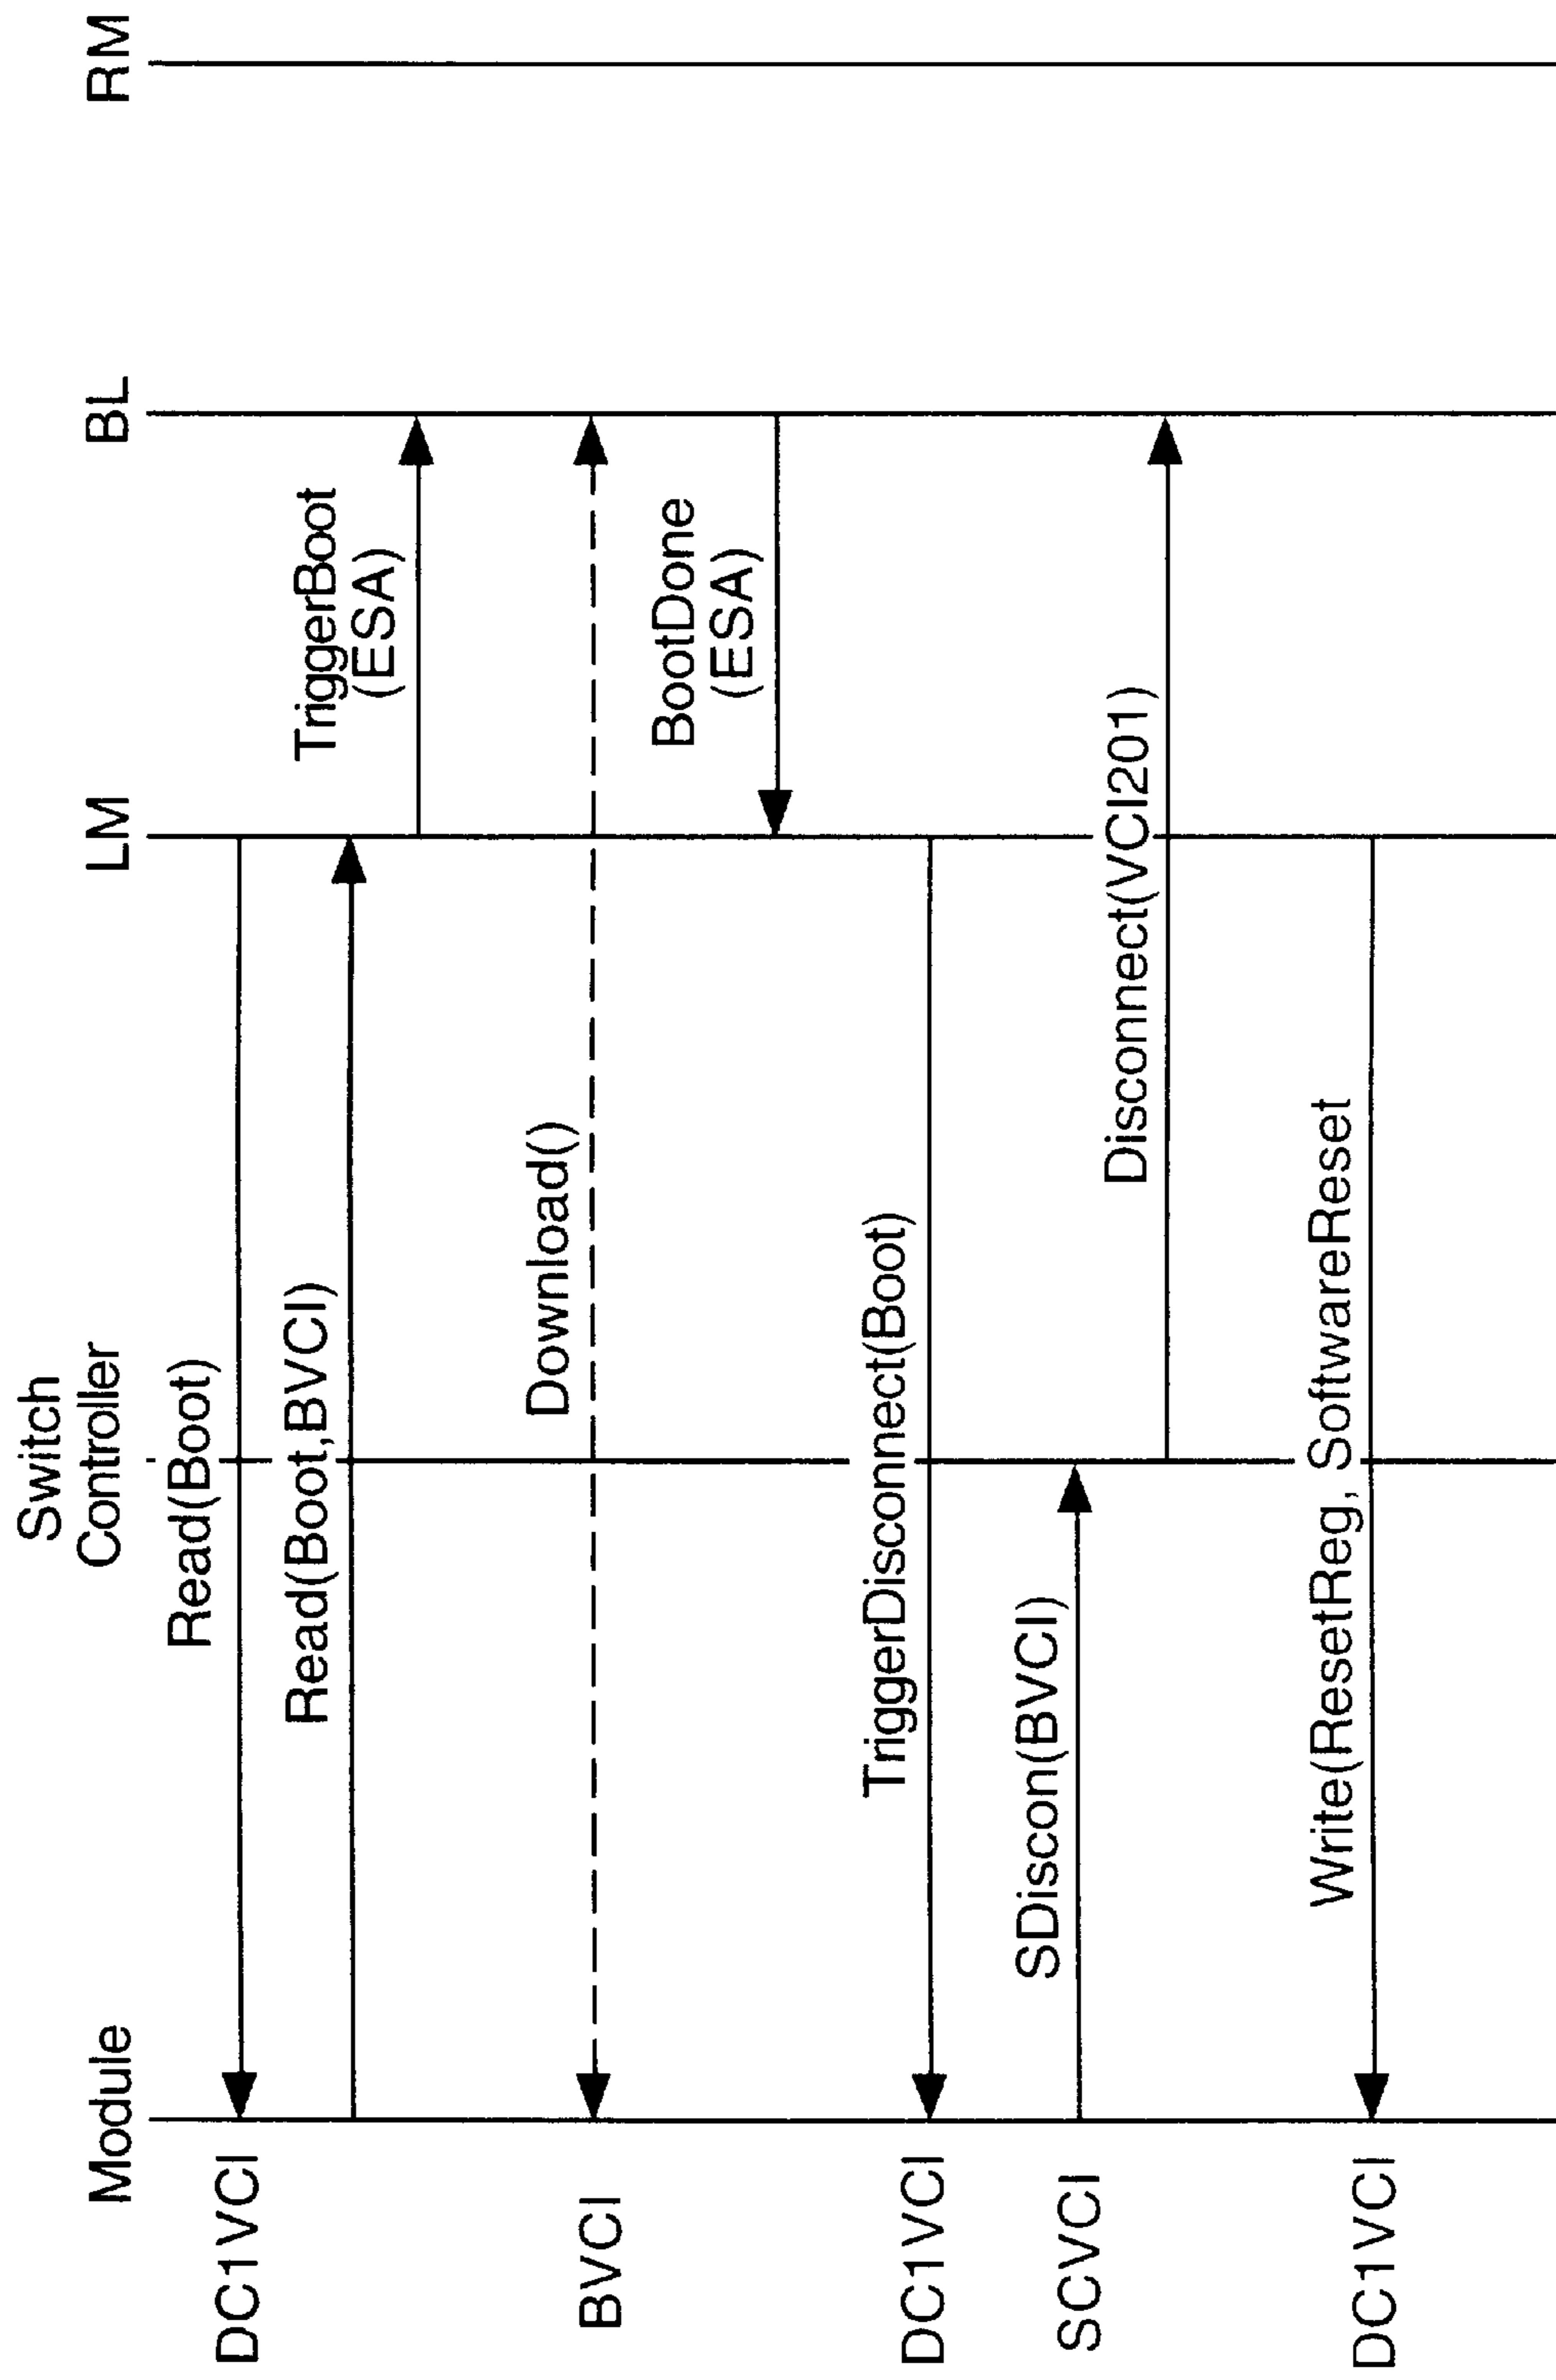 Switch
Controller
Module
LM
BL
RM
DC1VCI
Read(Boot)
Read(Boot,BVCI)
TriggerBoot
(ESA)
BVCI
Download()
BootDone
(ESA)
DC1VCI
TriggerDisconnect(Boot)
SCVCI
SDiscon(BVCI)
Disconnect(VCI201)
DC1VCI
Write(ResetReg, SoftwareReset